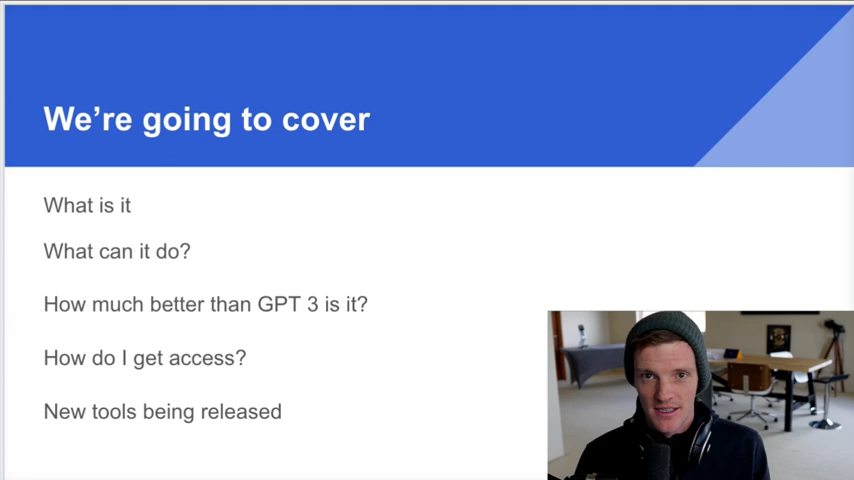 We’re going to cover
What is it
What can it do?
How much better than GPT 3 is it?
How do I get access?
New tools being released